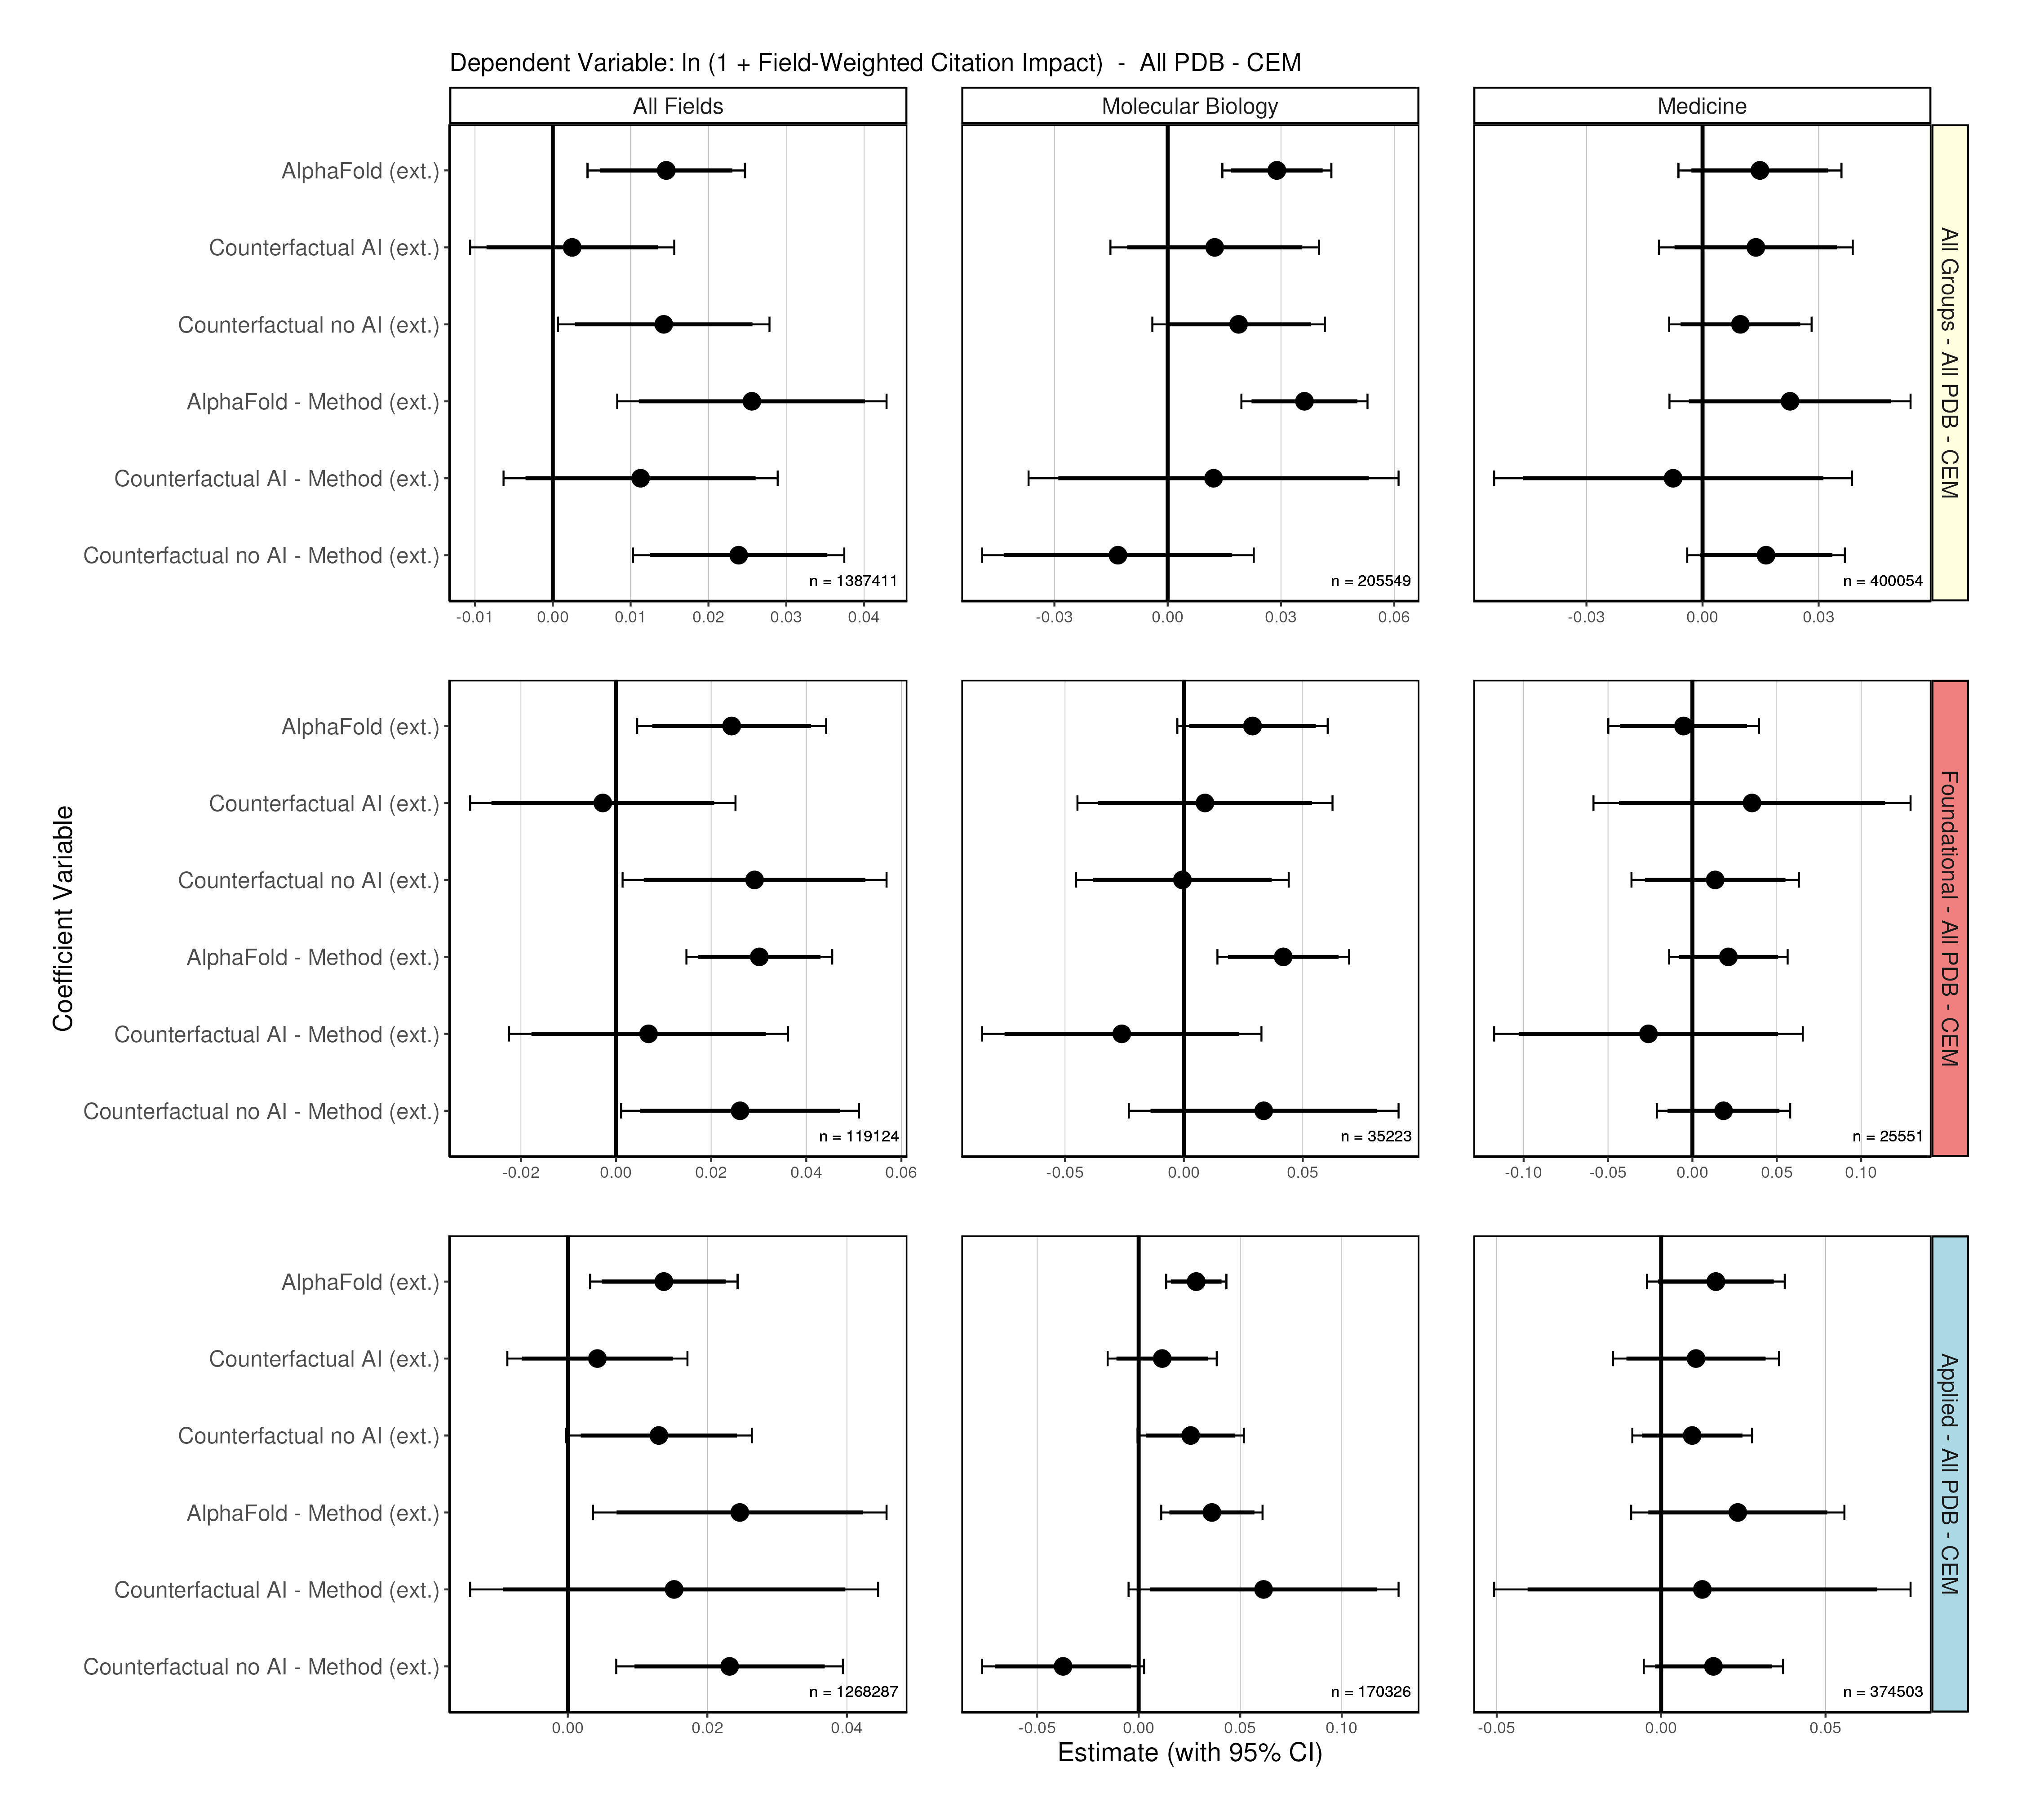 Dependent Variable: ln (1 + Field-Weighted Citation Impact)  -  All PDB - CEM
All Fields
Molecular Biology
Medicine
AlphaFold (ext.)
Counterfactual AI (ext.)
Counterfactual no AI (ext.)
AlphaFold - Method (ext.)
Counterfactual AI - Method (ext.)
Counterfactual no AI - Method (ext.)
n = 1387411
n = 205549
n = 400054
All Groups - All PDB - CEM
-0.01 0.00 0.01 0.02 0.03 0.04
-0.03 0.00 0.03 0.06
-0.03 0.00 0.03
Coefficient Variable
AlphaFold (ext.)
Counterfactual AI (ext.)
Counterfactual no AI (ext.)
AlphaFold - Method (ext.)
Counterfactual AI - Method (ext.)
Counterfactual no AI - Method (ext.)
n = 119124
n = 35223
n = 25551
Foundational - All PDB - CEM
-0.02 0.00 0.02 0.04 0.06
-0.05 0.00 0.05
-0.10 -0.05 0.00 0.05 0.10
AlphaFold (ext.)
Counterfactual AI (ext.)
Counterfactual no AI (ext.)
AlphaFold - Method (ext.)
Counterfactual AI - Method (ext.)
Counterfactual no AI - Method (ext.)
n = 1268287
n = 170326
n = 374503
Applied - All PDB - CEM
0.00 0.02 0.04
-0.05 0.00 0.05 0.10
-0.05 0.00 0.05
Estimate (with 95% CI)